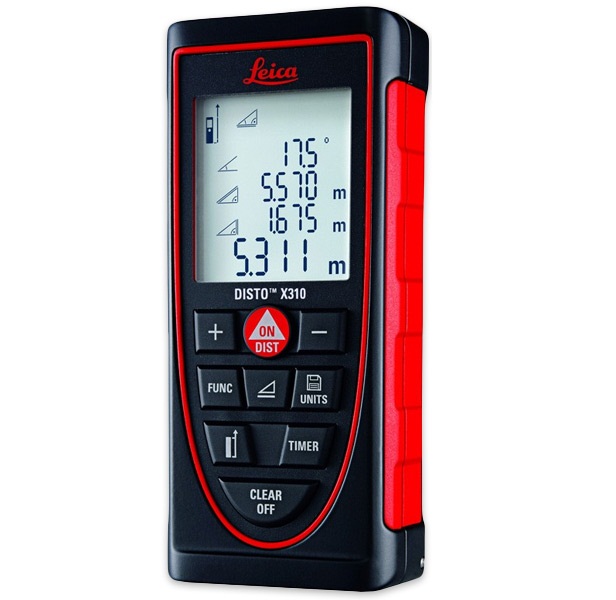 Leica
17.5°
5.570 m
1.675 m
5.311 m
DISTO™ X310
+ ON DIST −
FUNC UNITS
TIMER
CLEAR
OFF